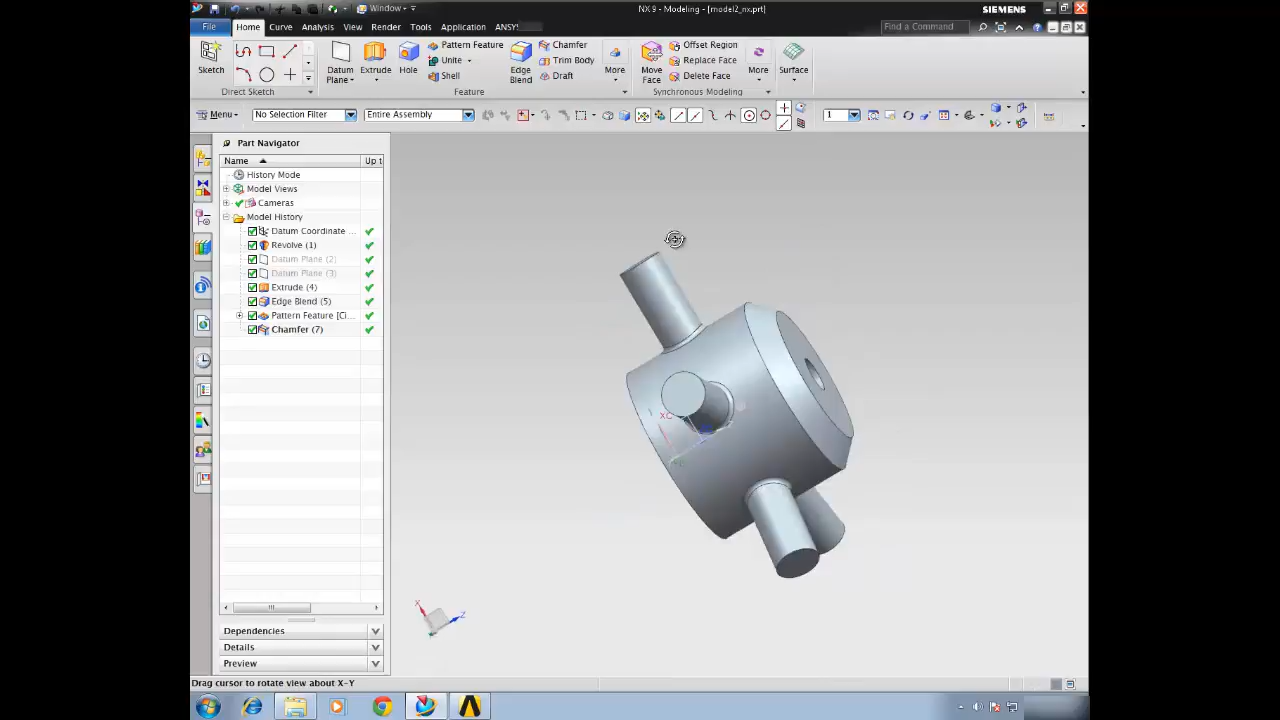 Window
NX 9 - Modeling - [model2_nx.prt]
SIEMENS
File
Home
Curve
Analysis
View
Render
Tools
Application
Find a Command
Sketch
Direct Sketch
Datum
Plane
Extrude
Hole
Pattern Feature
Unite
Shell
Edge
Blend
Chamfer
Trim Body
Draft
More
Feature
Move
Face
Offset Region
Replace Face
Delete Face
More
Synchronous Modeling
Surface
Menu
No Selection Filter
Entire Assembly
1
Part Navigator
Name
Up t
History Mode
Model Views
Cameras
Model History
Datum Coordinate ...
Revolve (1)
Datum Plane (2)
Datum Plane (3)
Extrude (4)
Edge Blend (5)
Pattern Feature [Ci...
Chamfer (7)
XC
X
Z
Dependencies
Details
Preview
Drag cursor to rotate view about X-Y